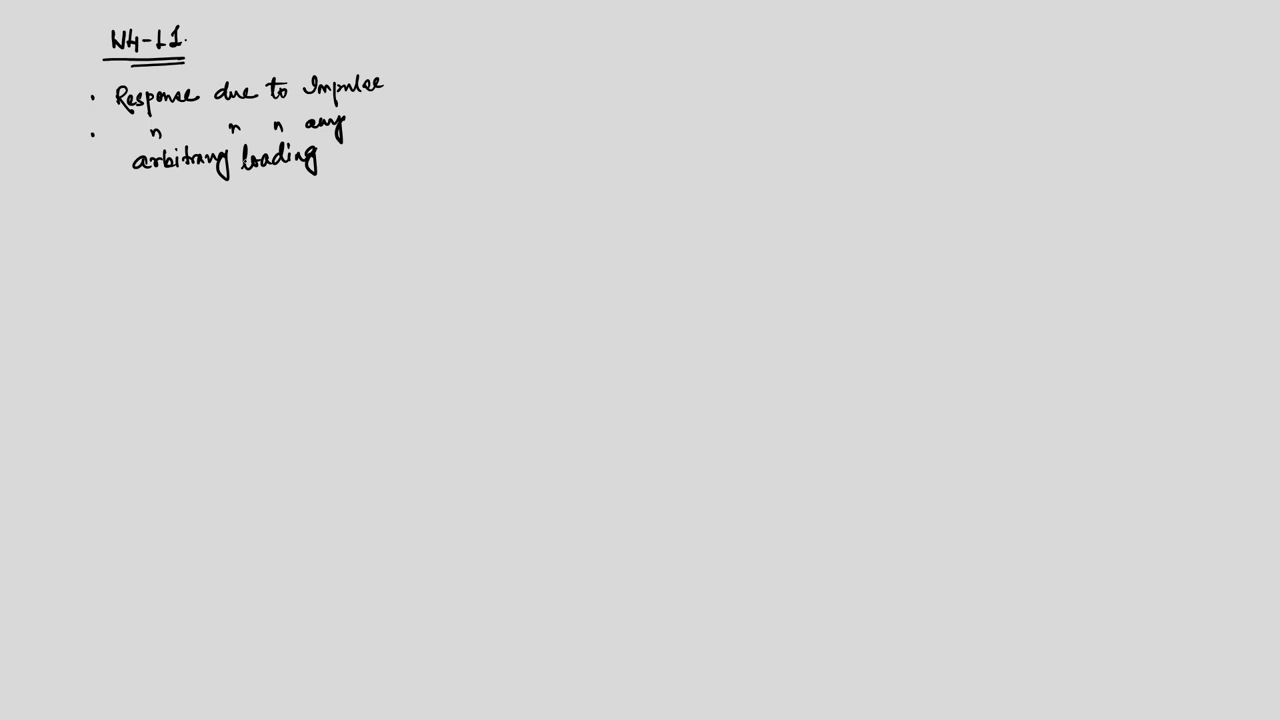 W4-L1.
. Response due to Impulse
. " " " any
arbitrary loading